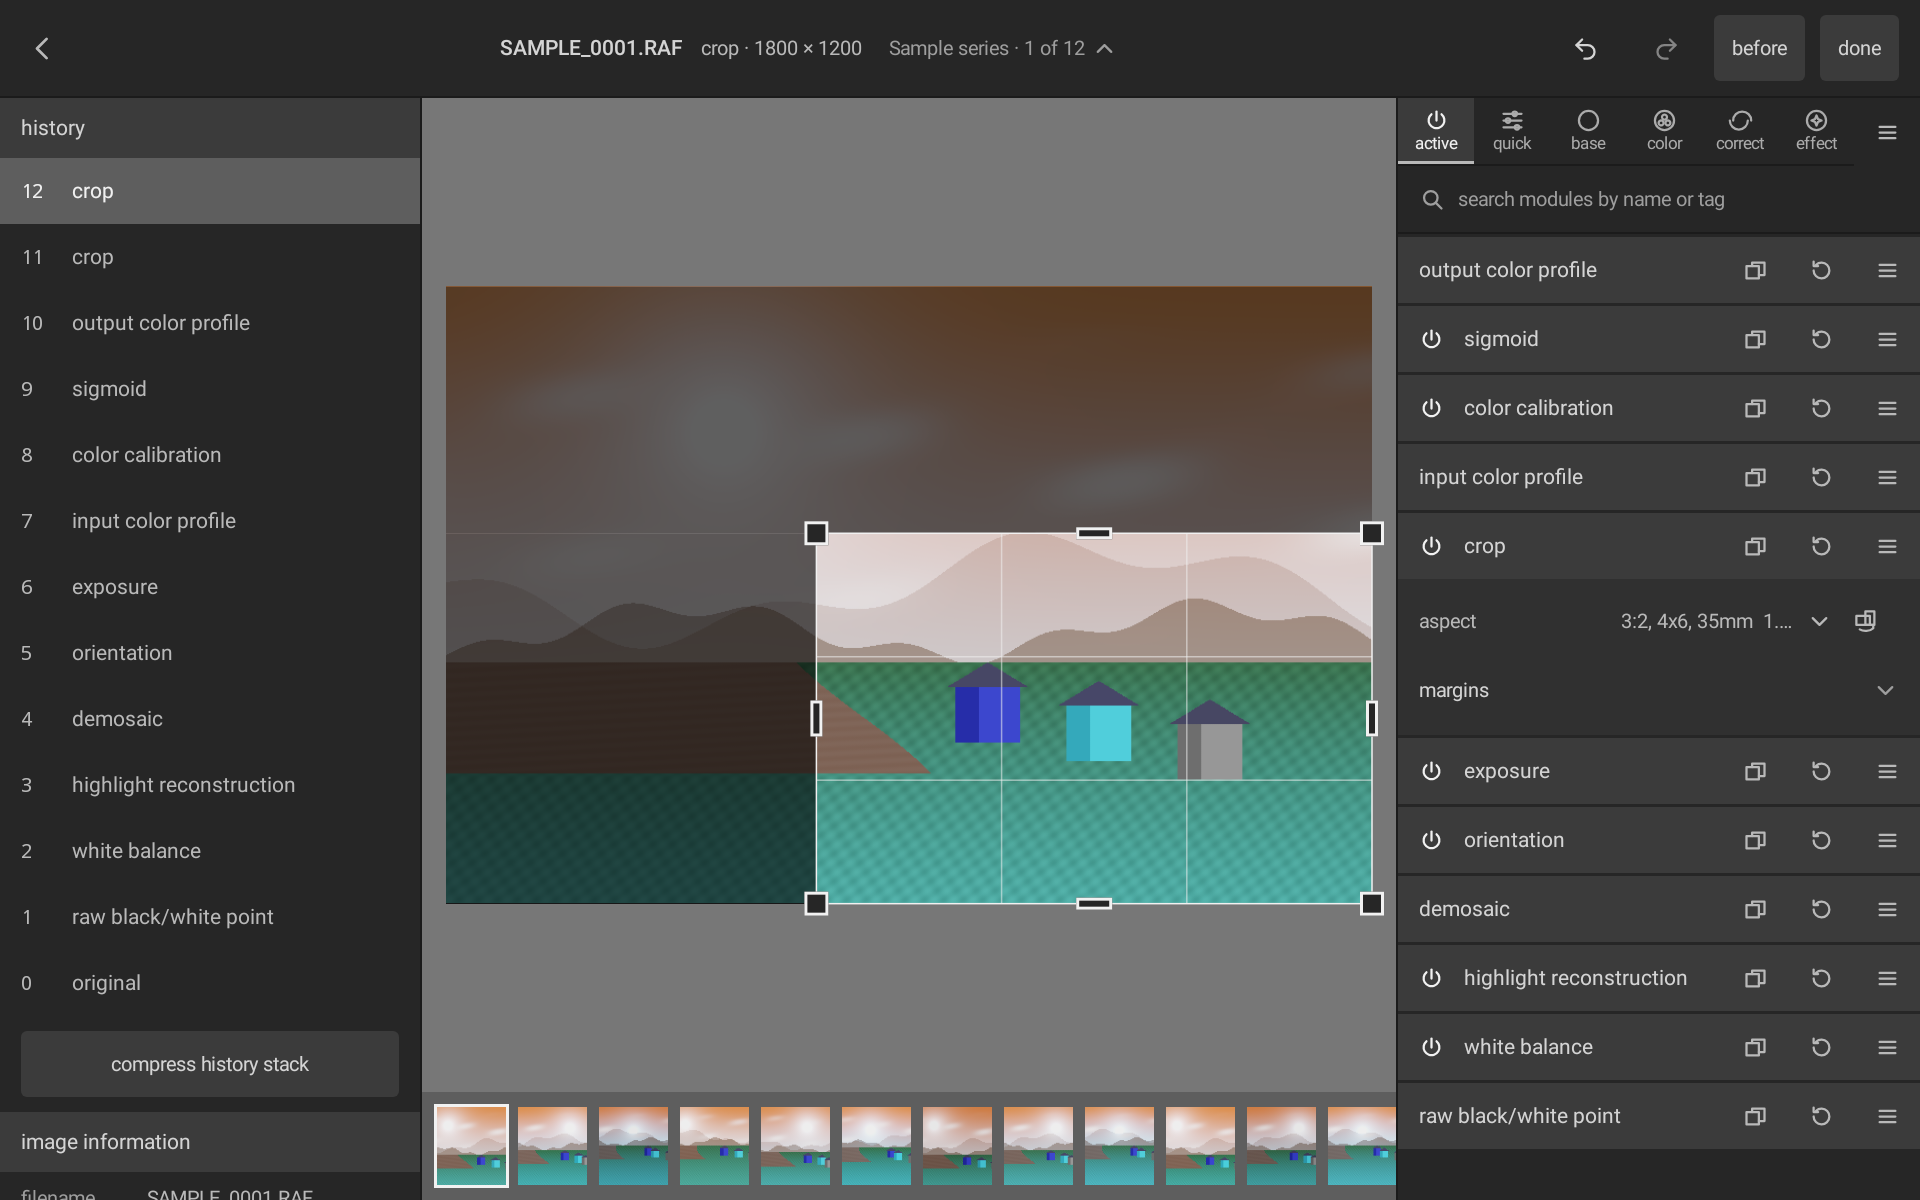 SAMPLE_0001.RAF crop · 1800 × 1200 Sample series · 1 of 12
before
done
history
12 crop
11 crop
10 output color profile
9 sigmoid
8 color calibration
7 input color profile
6 exposure
5 orientation
4 demosaic
3 highlight reconstruction
2 white balance
1 raw black/white point
0 original
compress history stack
image information
filename SAMPLE_0001.RAF
active quick base color correct effect
search modules by name or tag
output color profile
sigmoid
color calibration
input color profile
crop
aspect 3:2, 4x6, 35mm 1....
margins
exposure
orientation
demosaic
highlight reconstruction
white balance
raw black/white point